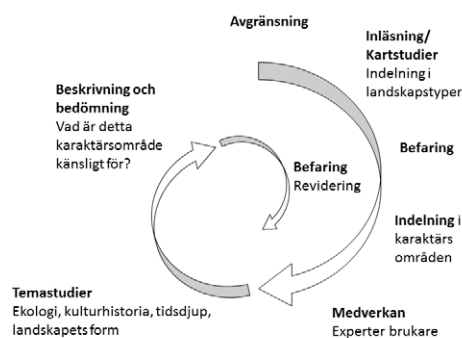 Avgränsning
Inläsning/
Kartstudier
Indelning i
landskapstyper
Befaring
Indelning i
karaktärs
områden
Medverkan
Experter brukare
Temastudier
Ekologi, kulturhistoria, tidsdjup,
landskapets form
Beskrivning och
bedömning
Vad är detta
karaktärsområde
känsligt för?
Befaring
Revidering